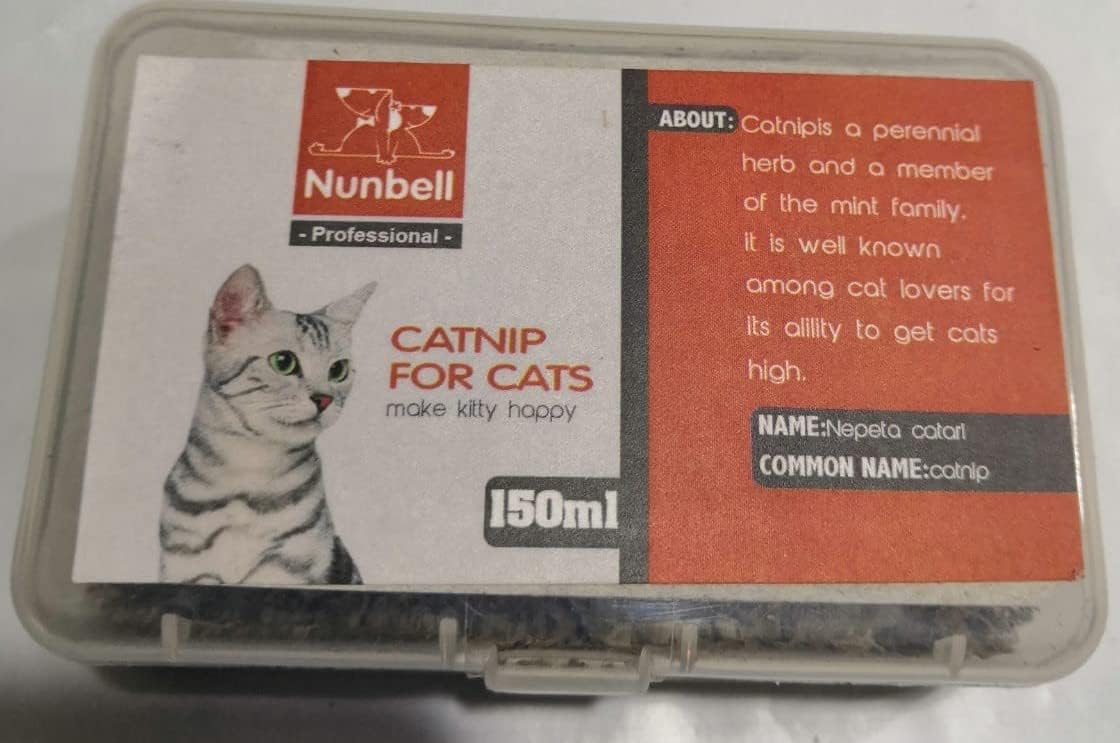 Nunbell
- Professional -
CATNIP
FOR CATS
make kitty happy
150ml
ABOUT: Catnipis a perennial
herb and a member
of the mint family.
It is well known
among cat lovers for
Its alility to get cats
high.
NAME:Nepeta catarl
COMMON NAME:catnip